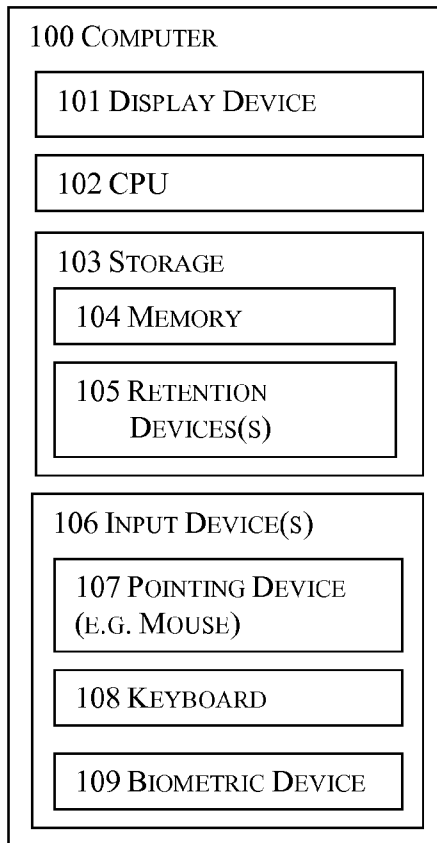 100 COMPUTER
101 DISPLAY DEVICE
102 CPU
103 STORAGE
104 MEMORY
105 RETENTION
DEVICES(S)
106 INPUT DEVICE(S)
107 POINTING DEVICE
(E.G. MOUSE)
108 KEYBOARD
109 BIOMETRIC DEVICE